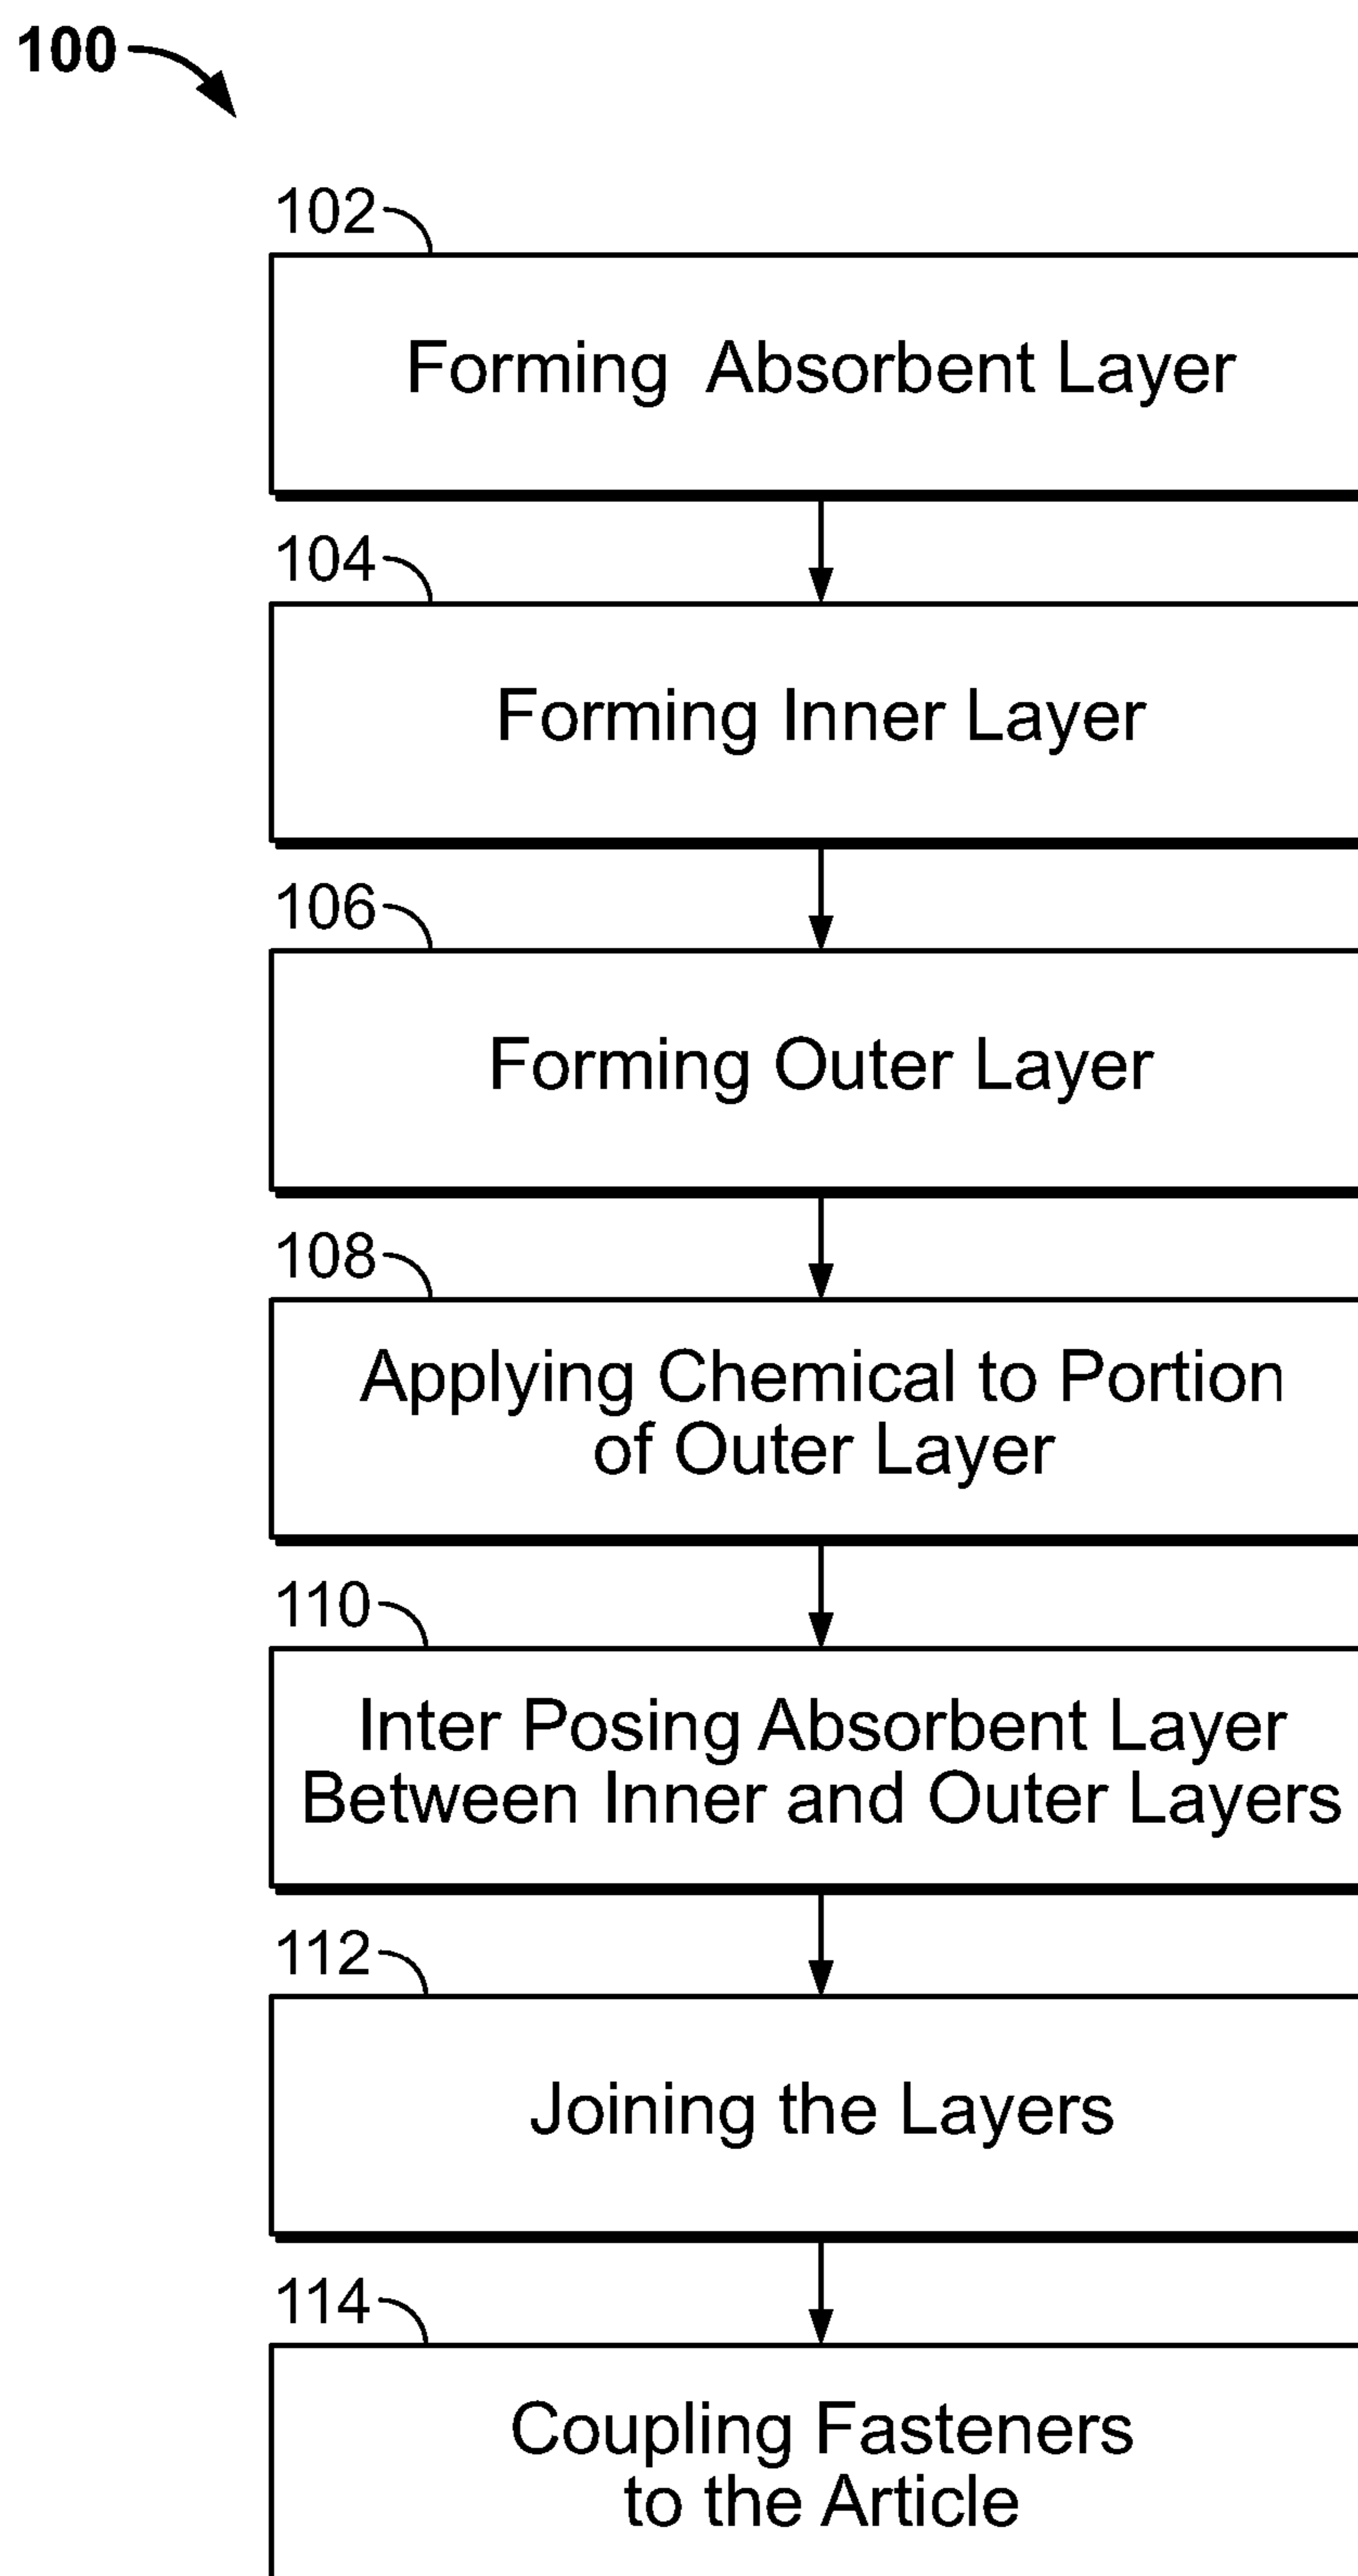 100
102
Forming Absorbent Layer
104
Forming Inner Layer
106
Forming Outer Layer
108
Applying Chemical to Portion
of Outer Layer
110
Inter Posing Absorbent Layer
Between Inner and Outer Layers
112
Joining the Layers
114
Coupling Fasteners
to the Article